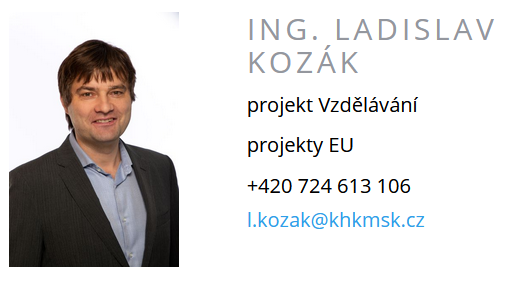 ING. LADISLAV
KOZÁK
projekt Vzdělávání
projekty EU
+420 724 613 106
l.kozak@khkmsk.cz